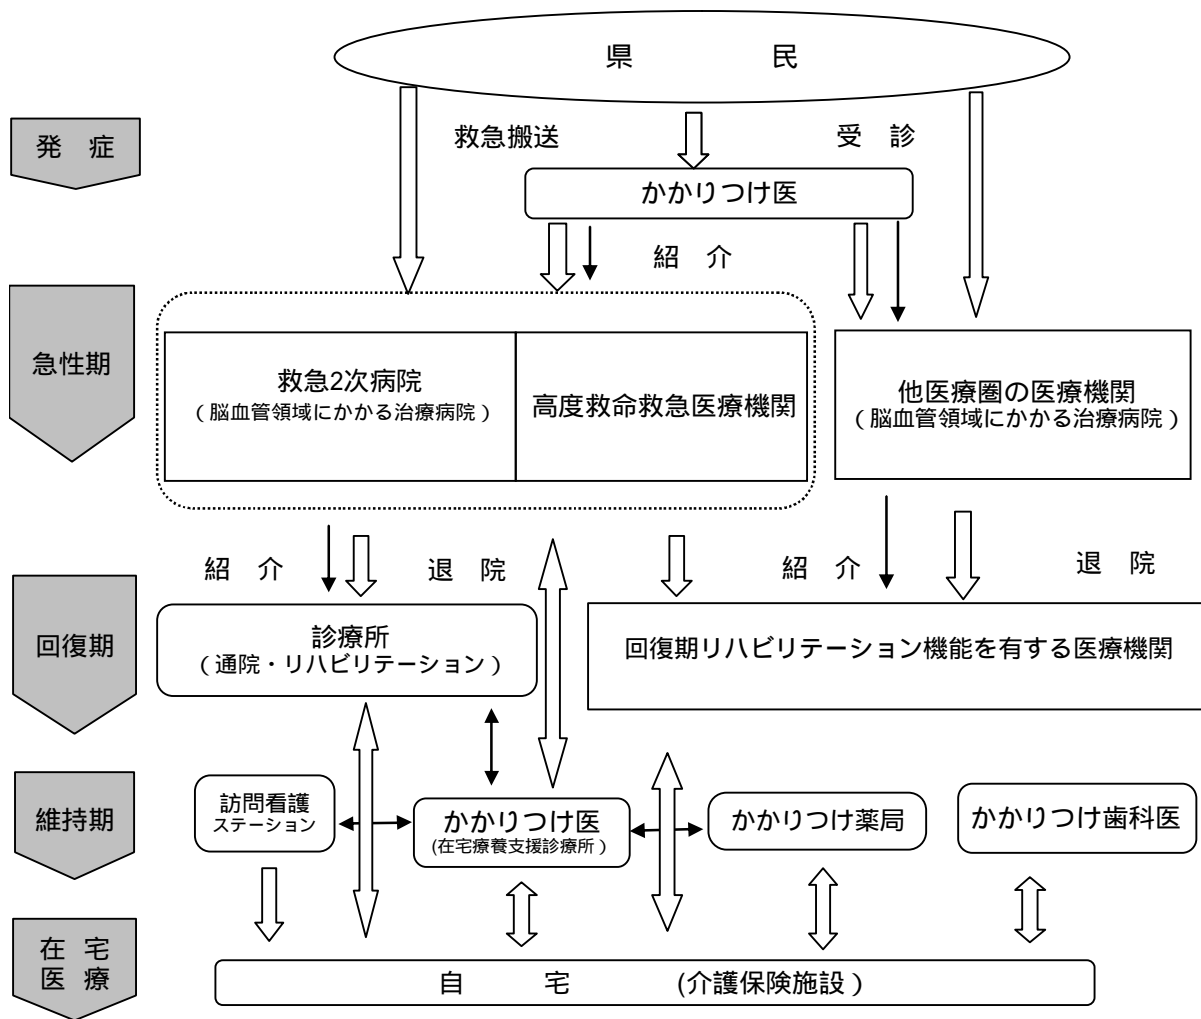 県　民
発　症
救急搬送
受　診
かかりつけ医
紹　介
急性期
救急2次病院
（脳血管領域にかかる治療病院）
高度救命救急医療機関
他医療圏の医療機関
（脳血管領域にかかる治療病院）
紹　介
退　院
紹　介
退　院
回復期
診療所
（通院・リハビリテーション）
回復期リハビリテーション機能を有する医療機関
維持期
訪問看護
ステーション
かかりつけ医
(在宅療養支援診療所）
かかりつけ薬局
かかりつけ歯科医
在　宅
医　療
自　宅　(介護保険施設）